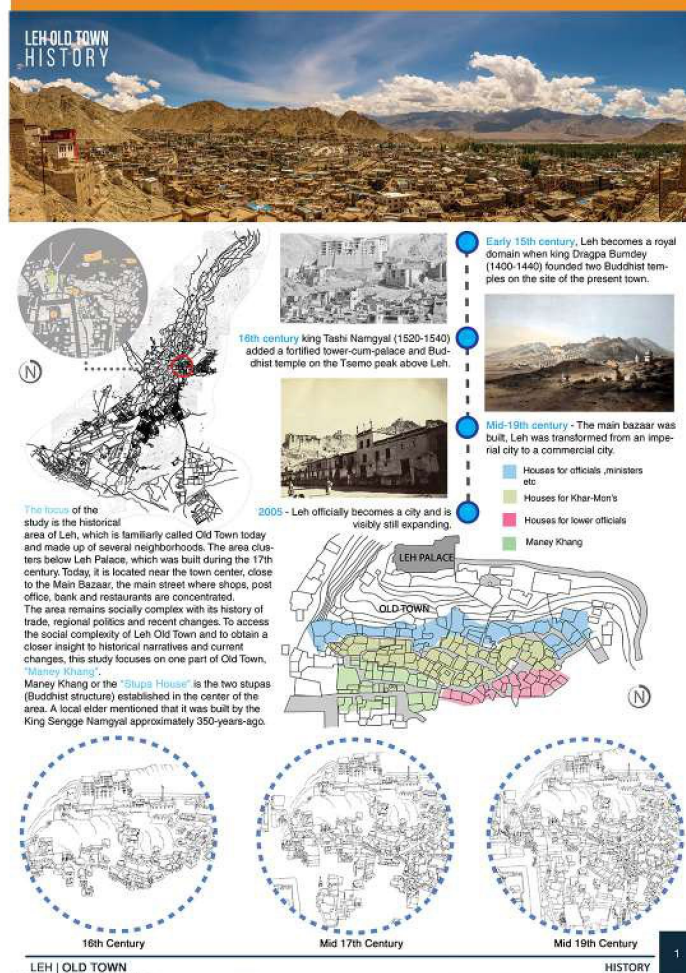 LEH OLD TOWN
HISTORY
Early 15th century, Leh becomes a royal
domain when king Dragpa Bumdey
(1400-1440) founded two Buddhist tem-
ples on the site of the present town.
16th century king Tashi Namgyal (1520-1540)
added a fortified tower-cum-palace and Bud-
dhist temple on the Tsemo peak above Leh.
Mid-19th century - The main bazaar was
built, Leh was transformed from an impe-
rial city to a commercial city.
2005 - Leh officially becomes a city and is
visibly still expanding.
Houses for officials ,ministers
etc
Houses for Khar-Mon's
Houses for lower officials
Maney Khang
N
The focus of the
study is the historical
area of Leh, which is familiarly called Old Town today
and made up of several neighborhoods. The area clus-
ters below Leh Palace, which was built during the 17th
century. Today, it is located near the town center, close
to the Main Bazaar, the main street where shops, post
office, bank and restaurants are concentrated.
The area remains socially complex with its history of
trade, regional politics and recent changes. To access
the social complexity of Leh Old Town and to obtain a
closer insight to historical narratives and current
changes, this study focuses on one part of Old Town,
"Maney Khang".
Maney Khang or the "Stupa House" is the two stupas
(Buddhist structure) established in the center of the
area. A local elder mentioned that it was built by the
King Sengge Namgyal approximately 350-years-ago.
LEH PALACE
OLD TOWN
N
16th Century
Mid 17th Century
Mid 19th Century
LEH | OLD TOWN
HISTORY
1